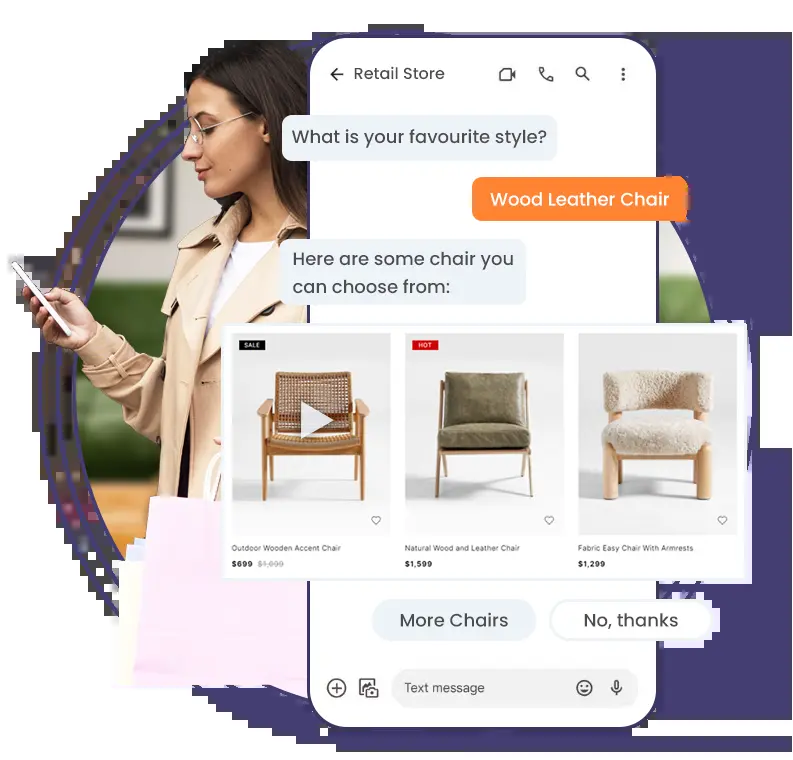 Retail Store
What is your favourite style?
Wood Leather Chair
Here are some chair you
can choose from:
SALE
HOT
Outdoor Wooden Accent Chair
$699 $1,099
Natural Wood and Leather Chair
$1,599
Fabric Easy Chair With Armrests
$1,299
More Chairs
No, thanks
Text message